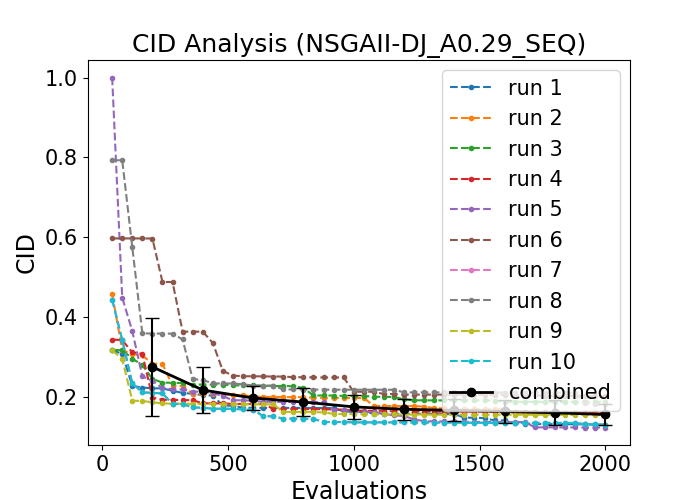 CID Analysis (NSGAII-DJ_A0.29_SEQ)
CID
1.0
0.8
0.6
0.4
0.2
0
500
1000
1500
2000
Evaluations
run 1
run 2
run 3
run 4
run 5
run 6
run 7
run 8
run 9
run 10
combined